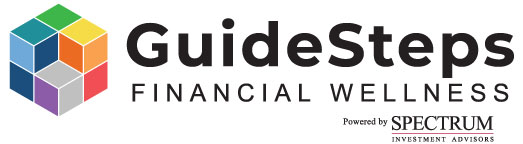 GuideSteps
FINANCIAL WELLNESS
Powered by SPECTRUM
INVESTMENT ADVISORS